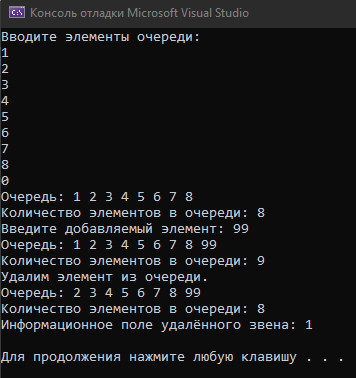 Консоль отладки Microsoft Visual Studio
Вводите элементы очереди:
1
2
3
4
5
6
7
8
0
Очередь: 1 2 3 4 5 6 7 8
Количество элементов в очереди: 8
Введите добавляемый элемент: 99
Очередь: 1 2 3 4 5 6 7 8 99
Количество элементов в очереди: 9
Удалим элемент из очереди.
Очередь: 2 3 4 5 6 7 8 99
Количество элементов в очереди: 8
Информационное поле удалённого звена: 1
Для продолжения нажмите любую клавишу . . .